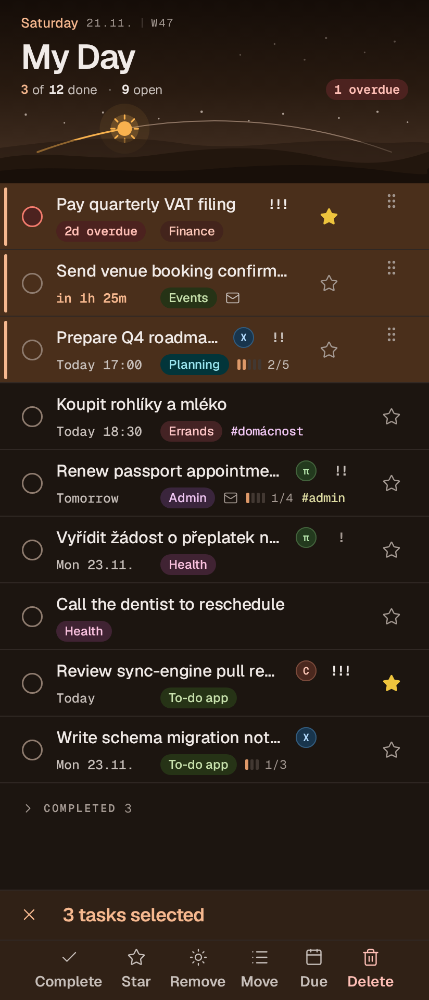 Saturday 21.11. | W47
My Day
3 of 12 done · 9 open
1 overdue
Pay quarterly VAT filing !!!
2d overdue Finance
Send venue booking confirm…
in 1h 25m Events
Prepare Q4 roadma… X !!
Today 17:00 Planning 2/5
Koupit rohlíky a mléko
Today 18:30 Errands #domácnost
Renew passport appointme… π !!
Tomorrow Admin 1/4 #admin
Vyřídit žádost o přeplatek n… π !
Mon 23.11. Health
Call the dentist to reschedule
Health
Review sync-engine pull re… C !!!
Today To-do app
Write schema migration not… X
Mon 23.11. To-do app 1/3
COMPLETED 3
3 tasks selected
Complete Star Remove Move Due Delete